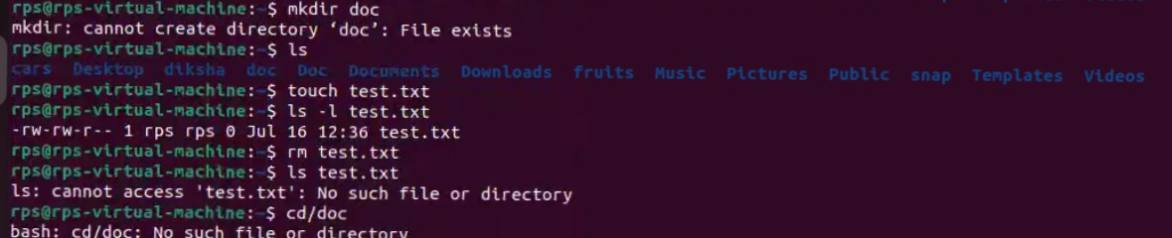 rps@rps-virtual-machine:~$ mkdir doc
mkdir: cannot create directory ‘doc’: File exists
rps@rps-virtual-machine:~$ ls
cars Desktop diksha doc Doc Documents Downloads fruits Music Pictures Public snap Templates Videos
rps@rps-virtual-machine:~$ touch test.txt
rps@rps-virtual-machine:~$ ls -l test.txt
-rw-rw-r-- 1 rps rps 0 Jul 16 12:36 test.txt
rps@rps-virtual-machine:~$ rm test.txt
rps@rps-virtual-machine:~$ ls test.txt
ls: cannot access 'test.txt': No such file or directory
rps@rps-virtual-machine:~$ cd/doc
bash: cd/doc: No such file or directory